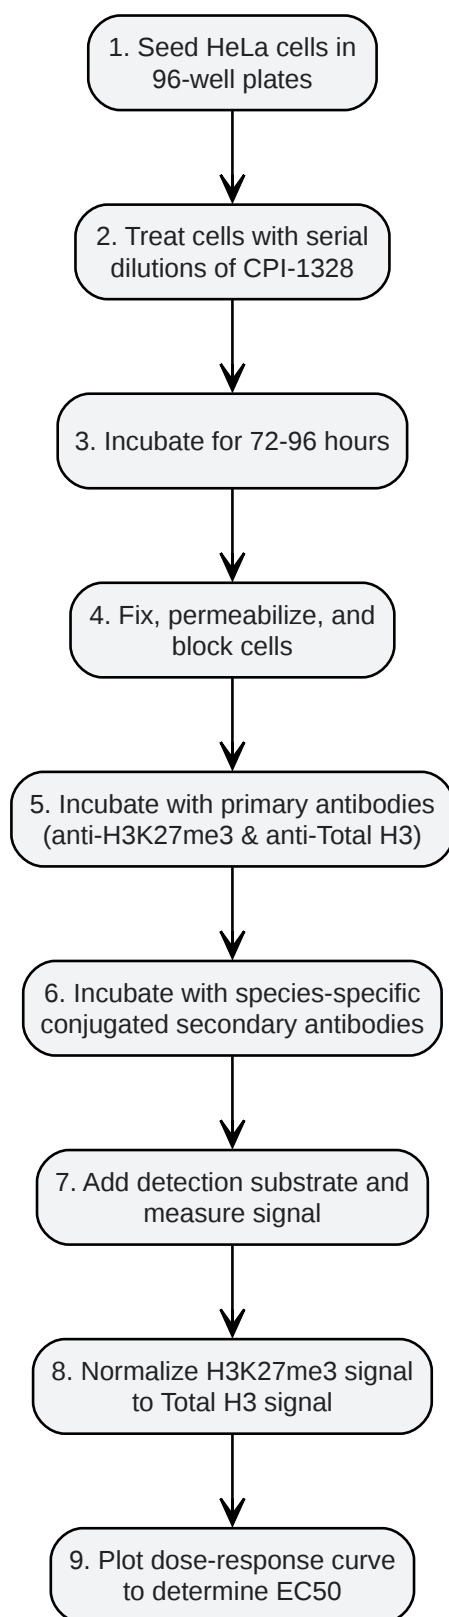 1. Seed HeLa cells in
96-well plates
2. Treat cells with serial
dilutions of CPI-1328
3. Incubate for 72-96 hours
4. Fix, permeabilize, and
block cells
5. Incubate with primary antibodies
(anti-H3K27me3 & anti-Total H3)
6. Incubate with species-specific
conjugated secondary antibodies
7. Add detection substrate and
measure signal
8. Normalize H3K27me3 signal
to Total H3 signal
9. Plot dose-response curve
to determine EC50